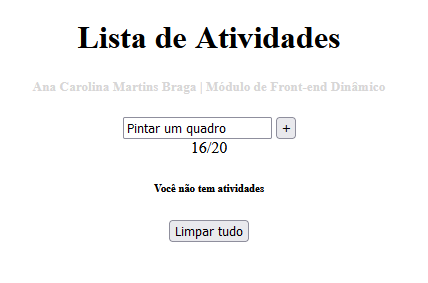 Lista de Atividades
Ana Carolina Martins Braga | Módulo de Front-end Dinâmico
Pintar um quadro +
16/20
Você não tem atividades
Limpar tudo